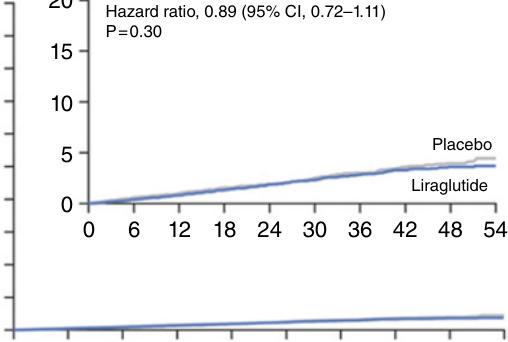 20
Hazard ratio, 0.89 (95% CI, 0.72–1.11)
P=0.30
15
10
5
Placebo
Liraglutide
0
0 6 12 18 24 30 36 42 48 54